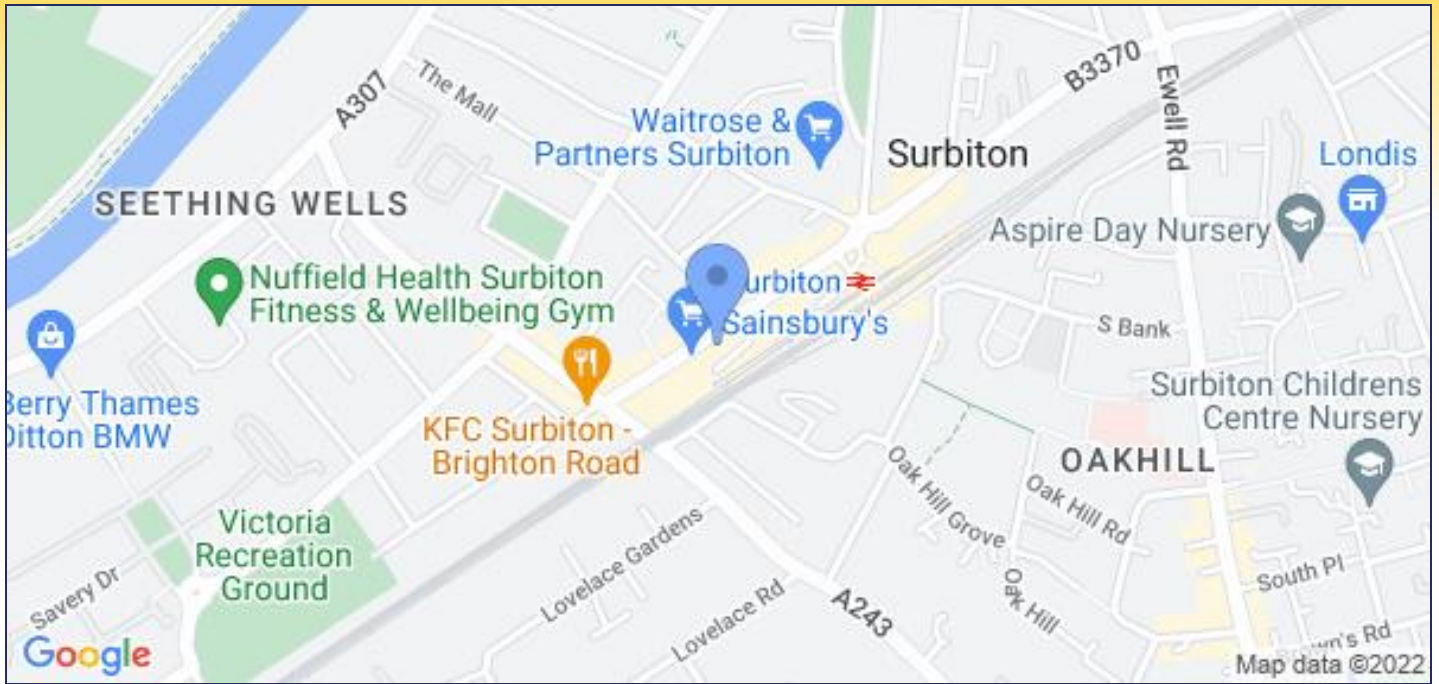 A307
The Mall
B3370
Ewell Rd
Waitrose &
Partners Surbiton
Surbiton
Londis
SEETHING WELLS
Aspire Day Nursery
Nuffield Health Surbiton
Fitness & Wellbeing Gym
urbiton
Sainsbury's
S Bank
Berry Thames
Ditton BMW
KFC Surbiton -
Brighton Road
Surbiton Childrens
Centre Nursery
OAKHILL
Oak Hill Grove
Oak Hill Rd
Victoria
Recreation
Ground
Lovelace Gardens
Savery Dr
Lovelace Rd
A243
Oak Hill
South Pl
Rd
Google
Map data ©2022